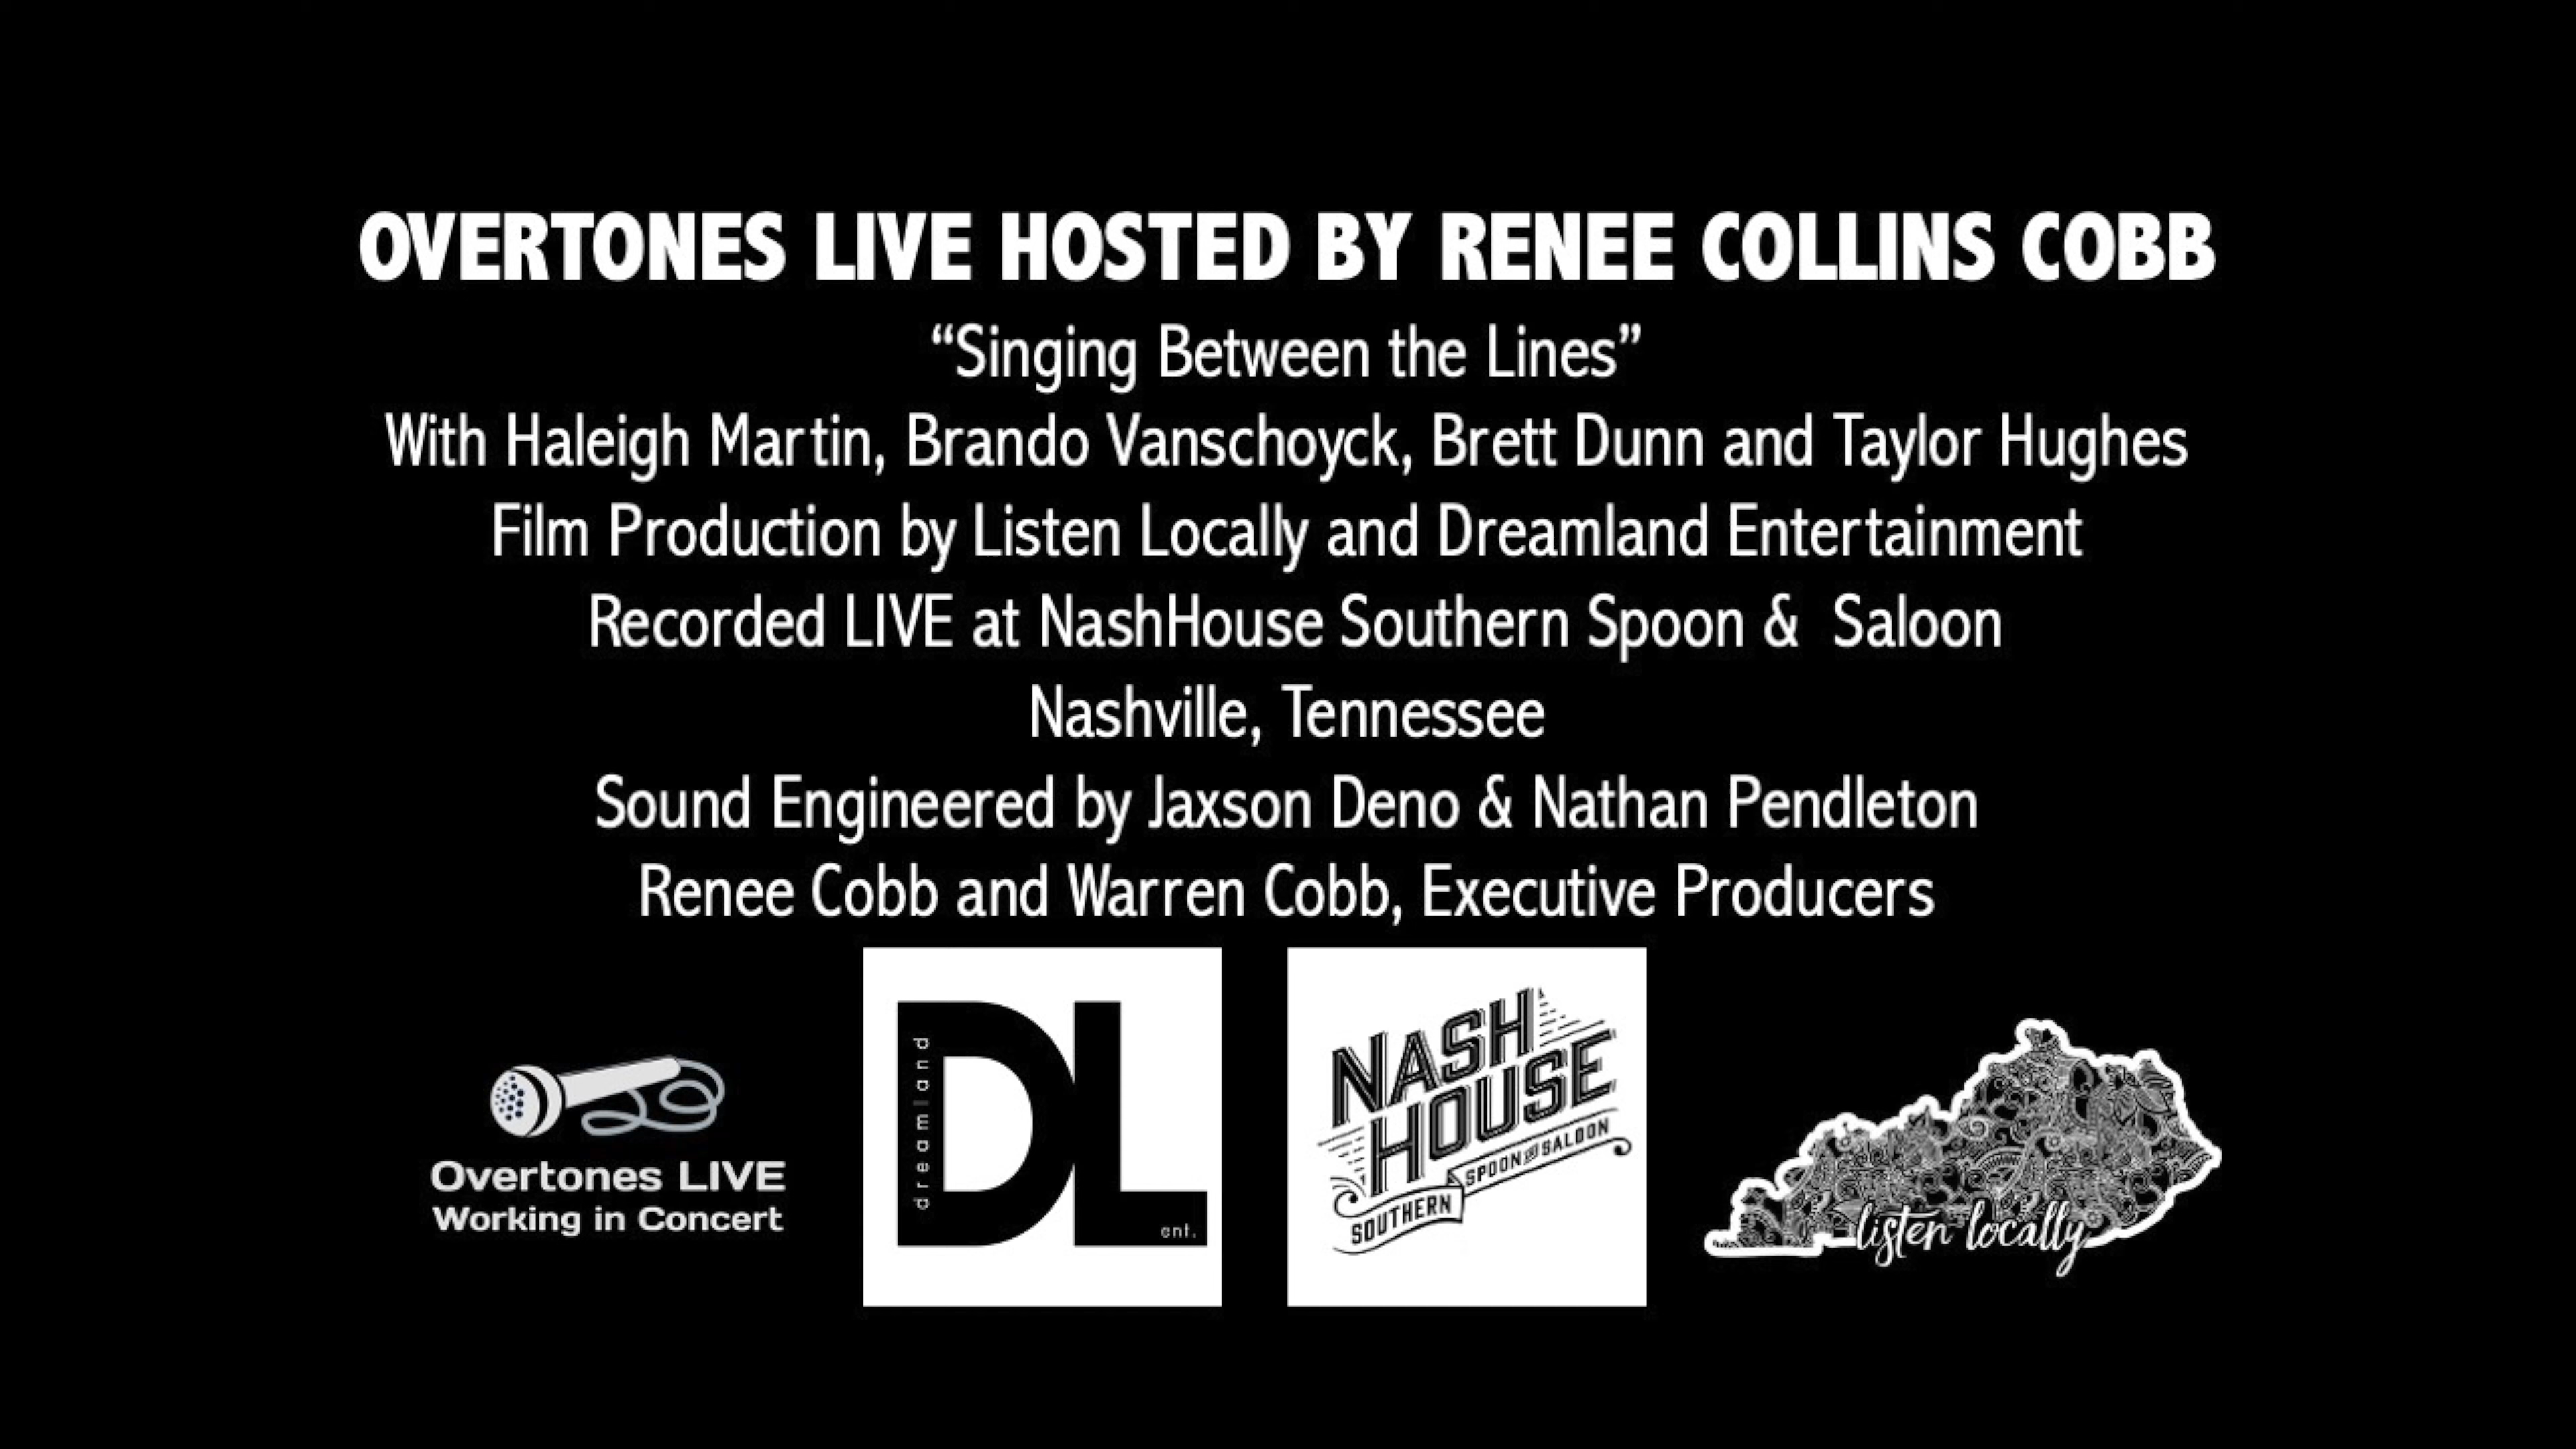 OVERTONES LIVE HOSTED BY RENEE COLLINS COBB
“Singing Between the Lines”
With Haleigh Martin, Brando Vanschoyck, Brett Dunn and Taylor Hughes
Film Production by Listen Locally and Dreamland Entertainment
Recorded LIVE at NashHouse Southern Spoon & Saloon
Nashville, Tennessee
Sound Engineered by Jaxson Deno & Nathan Pendleton
Renee Cobb and Warren Cobb, Executive Producers
Overtones LIVE
Working in Concert
dreamland
DL
ent.
NASH
HOUSE
SOUTHERN SPOON AND SALOON
listen locally